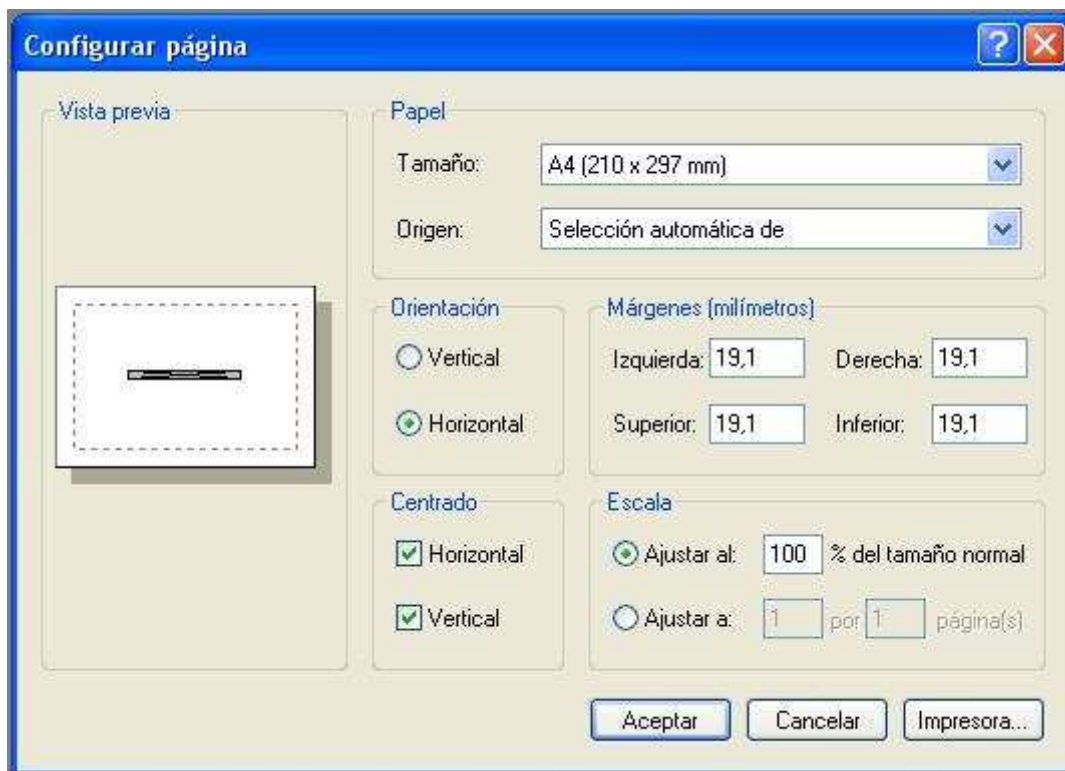 Configurar página
Vista previa
Papel
Tamaño: A4 (210 x 297 mm)
Origen: Selección automática de
Orientación
Vertical
Horizontal
Márgenes (milímetros)
Izquierda: 19,1 Derecha: 19,1
Superior: 19,1 Inferior: 19,1
Centrado
Horizontal
Vertical
Escala
Ajustar al: 100 % del tamaño normal
Ajustar a: 1 por 1 página(s)
Aceptar Cancelar Impresora...